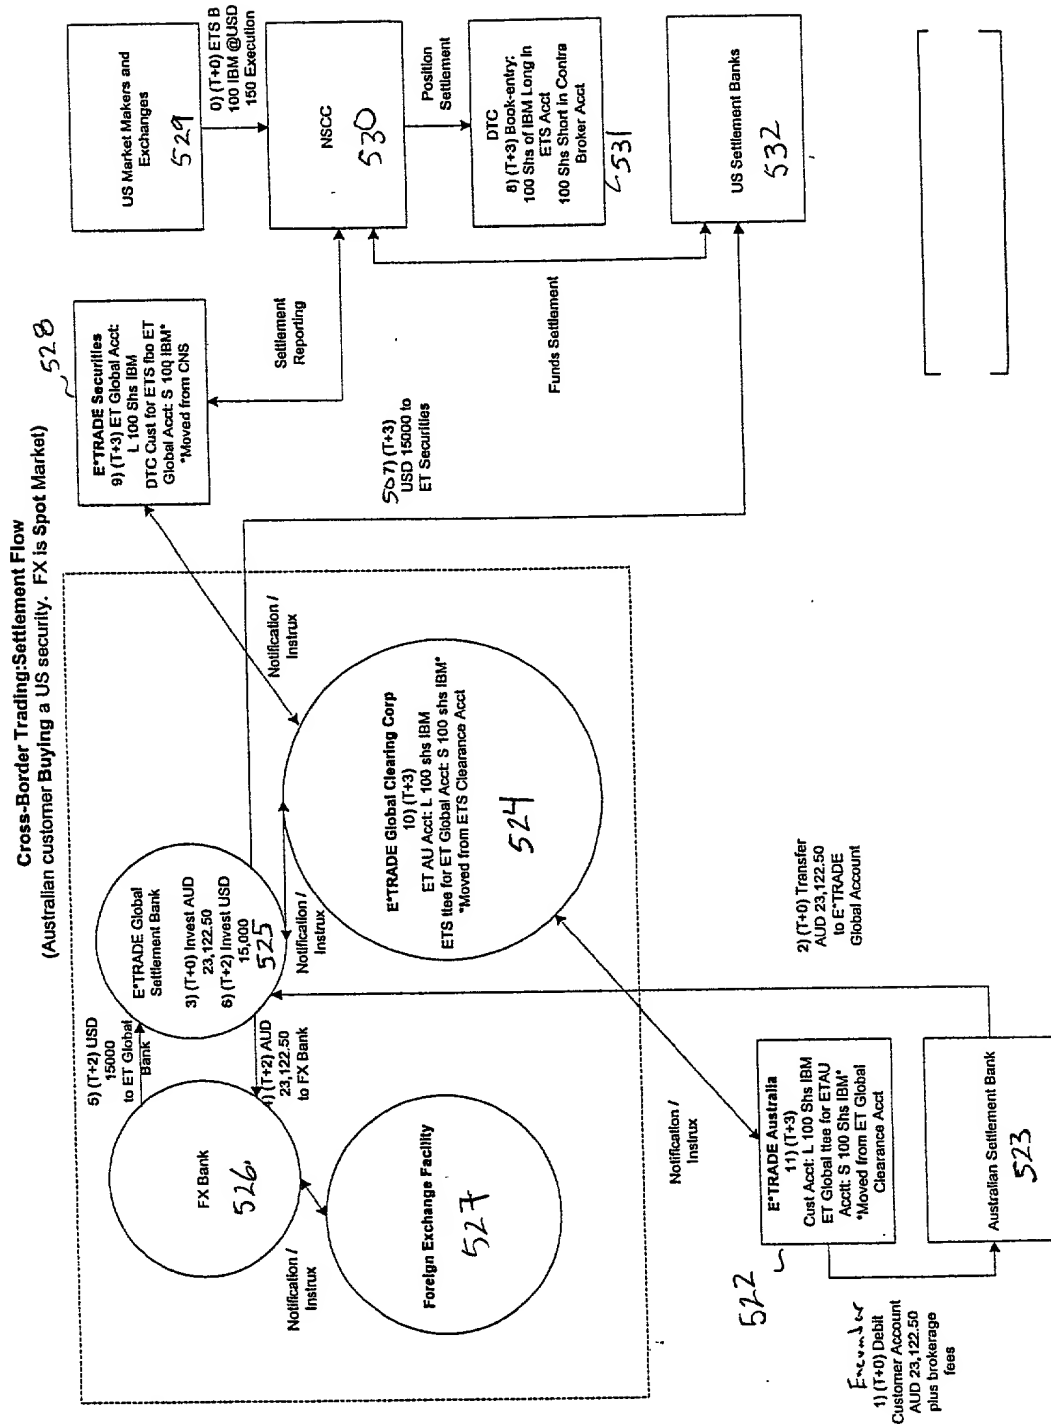 Cross-Border Trading:Settlement Flow
(Australian customer Buying a US security. FX is Spot Market)
5) (T+2) USD
15000
to ET Global
Bank
FX Bank
526
4) (T+2) AUD
23,122.50
to FX Bank
E*TRADE Global
Settlement Bank
3) (T+0) Invest AUD
23,122.50
6) (T+2) Invest USD
15,000
525
Notification /
Instrux
Foreign Exchange Facility
527
Notification /
Instrux
E*TRADE Global Clearing Corp
10) (T+3)
ET AU Acct: L 100 shs IBM
ETS ttee for ET Global Acct: S 100 shs IBM*
*Moved from ETS Clearance Acct
524
Notification /
Instrux
528
E*TRADE Securities
9) (T+3) ET Global Acct:
L 100 Shs IBM
DTC Cust for ETS fbo ET
Global Acct: S 100 IBM*
*Moved from CNS
Settlement
Reporting
507) (T+3)
USD 15000 to
ET Securities
Funds Settlement
US Market Makers and
Exchanges
529
0) (T+0) ETS B
100 IBM @USD
150 Execution
NSCC
530
Position
Settlement
DTC
8) (T+3) Book-entry:
100 Shs of IBM Long In
ETS Acct
100 Shs Short in Contra
Broker Acct
531
US Settlement Banks
532
Notification /
Instrux
2) (T+0) Transfer
AUD 23,122.50
to E*TRADE
Global Account
522
E*TRADE Australia
11) (T+3)
Cust Acct: L 100 Shs IBM
ET Global ttee for ETAU
Acctt: S 100 Shs IBM*
*Moved from ET Global
Clearance Acct
Australian Settlement Bank
523
Encumber
1) (T+0) Debit
Customer Account
AUD 23,122.50
plus brokerage
fees